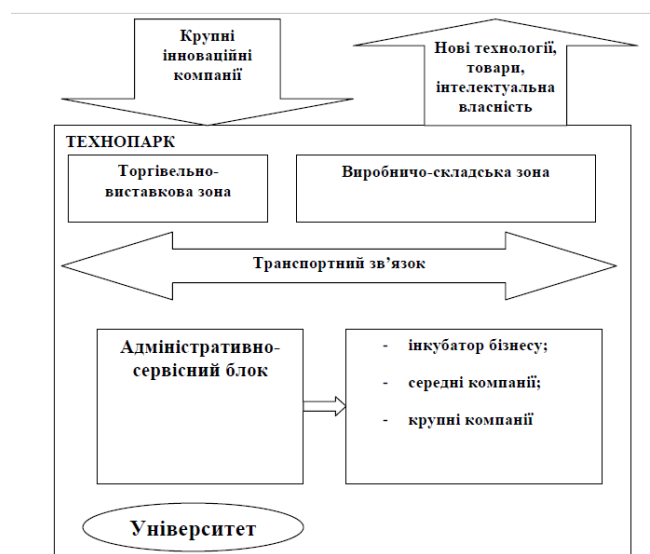 Крупні
інноваційні
компанії
Нові технології,
товари,
інтелектуальна
власність
ТЕХНОПАРК
Торгівельно-
виставкова зона
Виробничо-складська зона
Транспортний зв’язок
Адміністративно-
сервісний блок
- інкубатор бізнесу;
- середні компанії;
- крупні компанії
Університет